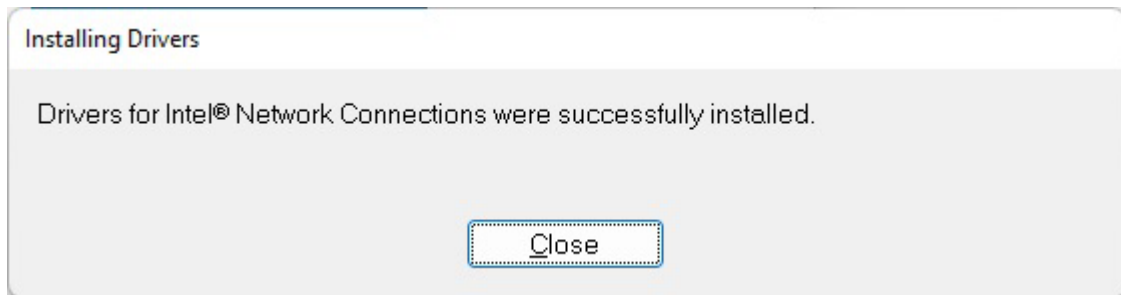 Installing Drivers
Drivers for Intel® Network Connections were successfully installed.
Close